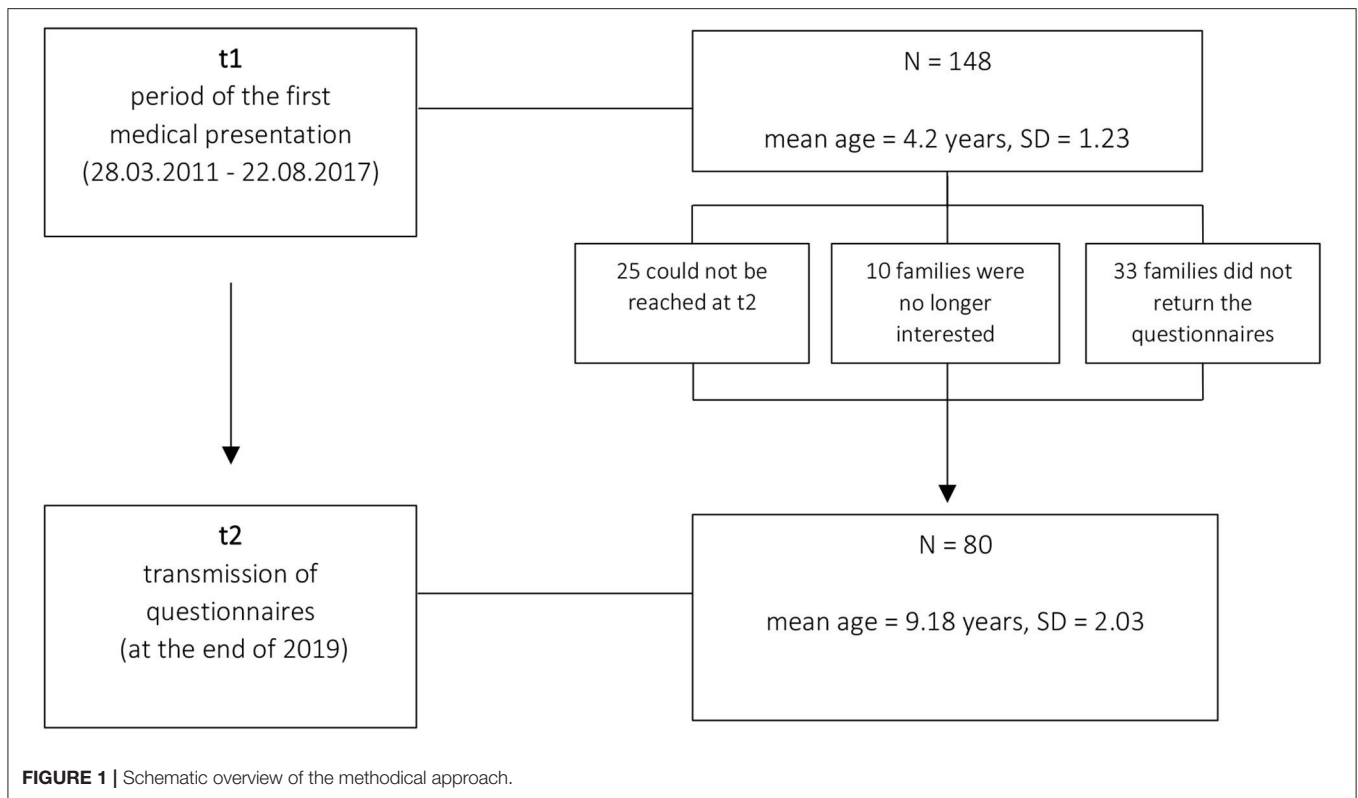 t1
period of the first
medical presentation
(28.03.2011 - 22.08.2017)
N = 148
mean age = 4.2 years, SD = 1.23
25 could not be
reached at t2
10 families were
no longer
interested
33 families did not
return the
questionnaires
t2
transmission of
questionnaires
(at the end of 2019)
N = 80
mean age = 9.18 years, SD = 2.03
FIGURE 1 | Schematic overview of the methodical approach.